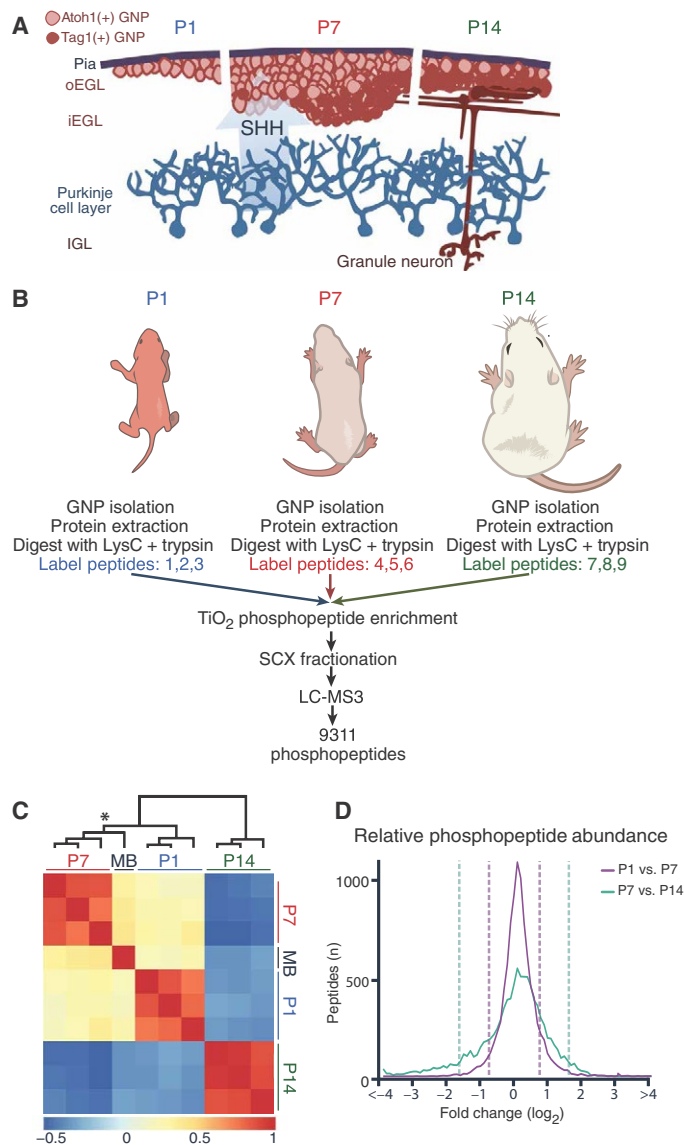 Atoh1(+) GNP
Tag1(+) GNP
A
P1
P7
P14
Pia
oEGL
iEGL
SHH
Purkinje
cell layer
IGL
Granule neuron
B
P1
P7
P14
GNP isolation
Protein extraction
Digest with LysC + trypsin
Label peptides: 1,2,3
GNP isolation
Protein extraction
Digest with LysC + trypsin
Label peptides: 4,5,6
GNP isolation
Protein extraction
Digest with LysC + trypsin
Label peptides: 7,8,9
TiO2 phosphopeptide enrichment
SCX fractionation
LC-MS3
9311
phosphopeptides
C
*
P7
MB
P1
P14
P7
MB
P1
P14
−0.5
0
0.5
1
D
Relative phosphopeptide abundance
P1 vs. P7
P7 vs. P14
Peptides (n)
1000
500
0
<−4 −3 −2 −1 0 1 2 3 >4
Fold change (log2)